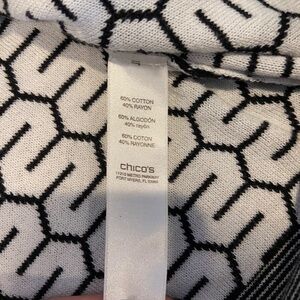 60% COTTON
40% RAYON
60% ALGODÓN
40% rayón
60% COTON
40% RAYONNE
chico's
11215 METRO PARKWAY
FORT MYERS, FL 33966